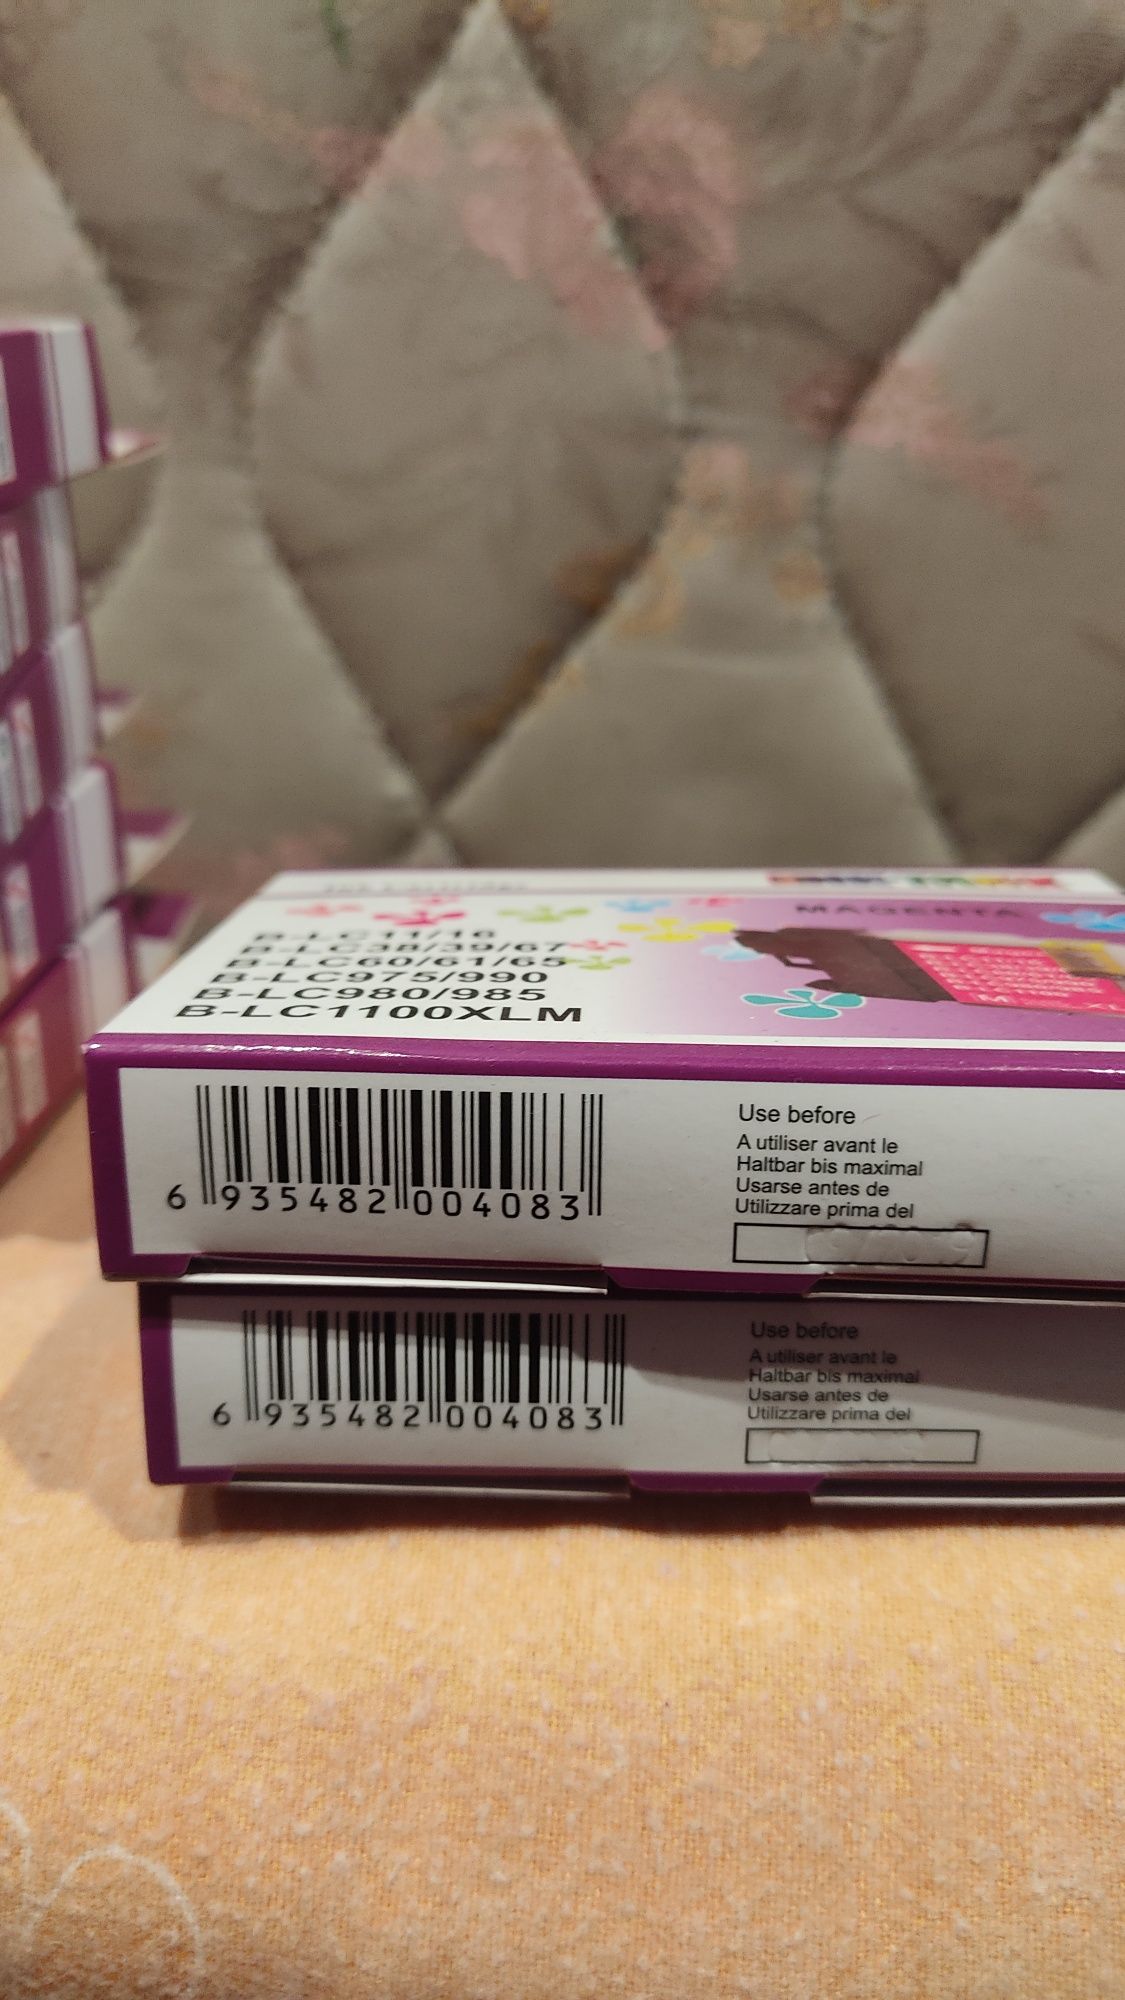 MAGENTA
B-LC11/16
B-LC38/39/67
B-LC60/61/65
B-LC975/990
B-LC980/985
B-LC1100XLM
M
6 935482 004083
Use before
A utiliser avant le
Haltbar bis maximal
Usarse antes de
Utilizzare prima del
6 935482 004083
Use before
A utiliser avant le
Haltbar bis maximal
Usarse antes de
Utilizzare prima del